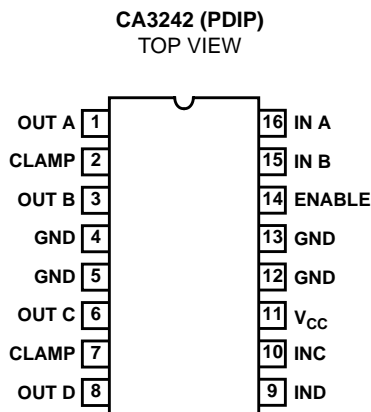 CA3242 (PDIP)
TOP VIEW
OUT A 1 16 IN A
CLAMP 2 15 IN B
OUT B 3 14 ENABLE
GND 4 13 GND
GND 5 12 GND
OUT C 6 11 VCC
CLAMP 7 10 INC
OUT D 8 9 IND